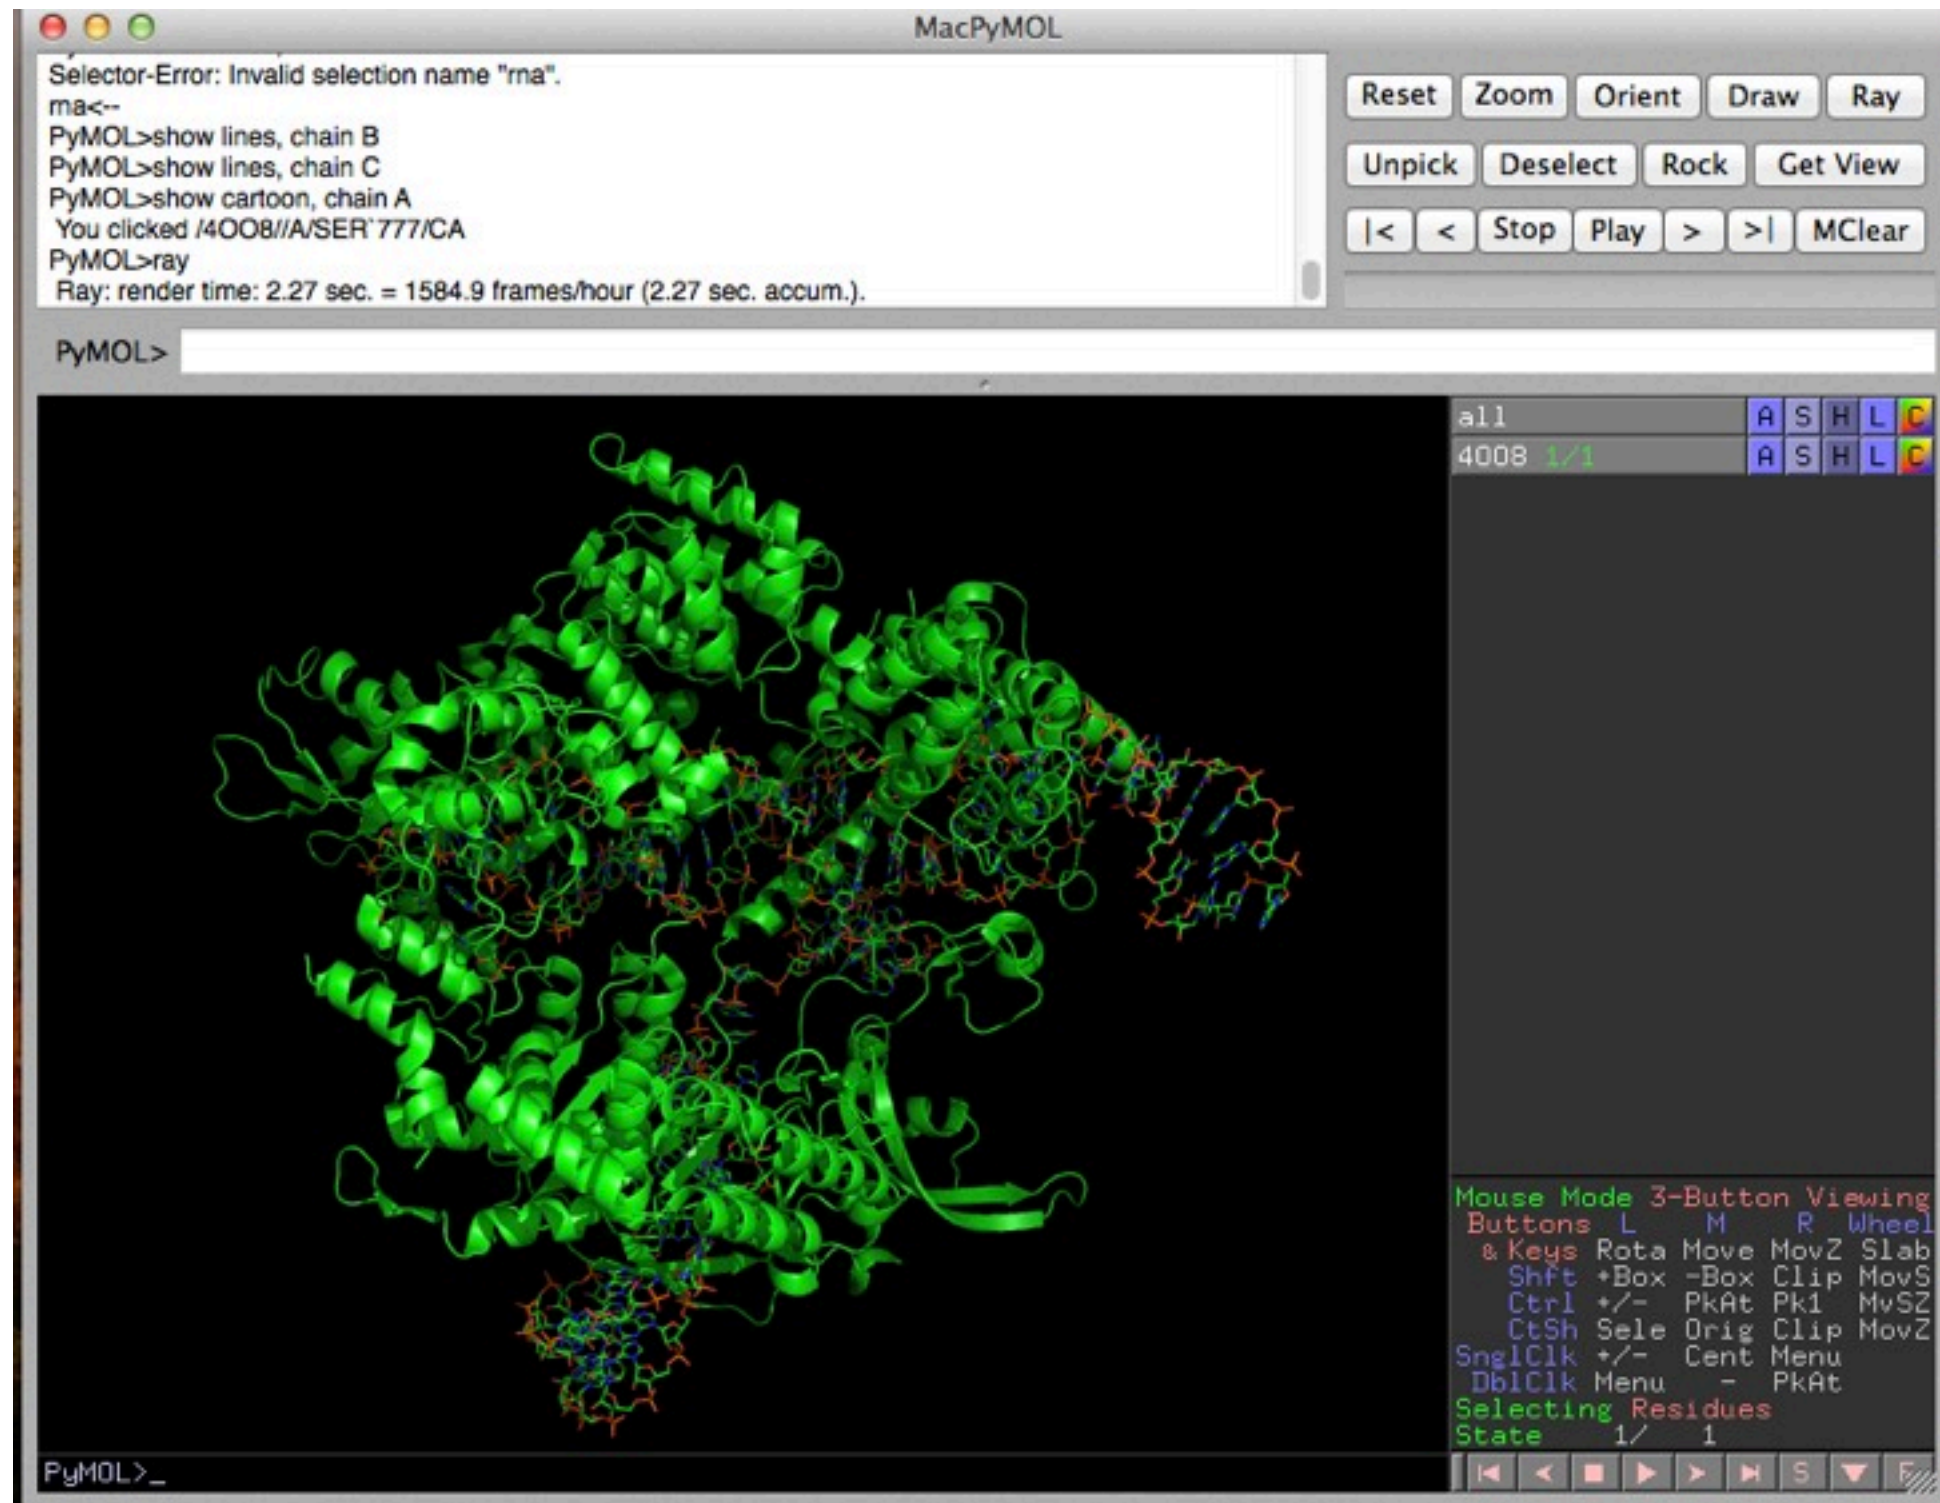 MacPyMOL
Selector-Error: Invalid selection name "rna".
rna<--
PyMOL>show lines, chain B
PyMOL>show lines, chain C
PyMOL>show cartoon, chain A
You clicked /4OO8//A/SER`777/CA
PyMOL>ray
Ray: render time: 2.27 sec. = 1584.9 frames/hour (2.27 sec. accum.).
Reset Zoom Orient Draw Ray
Unpick Deselect Rock Get View
|< < Stop Play > >| MClear
PyMOL>
all A S H L C
4OO8 1/1 A S H L C
Mouse Mode 3-Button Viewing
Buttons L M R Wheel
& Keys Rota Move MovZ Slab
Shft +Box -Box Clip MovS
Ctrl +/- PkAt Pk1 MvSZ
CtSh Sele Orig Clip MovZ
SnglClk +/- Cent Menu
DblClk Menu - PkAt
Selecting Residues
State 1/ 1
PyMOL>_
S F